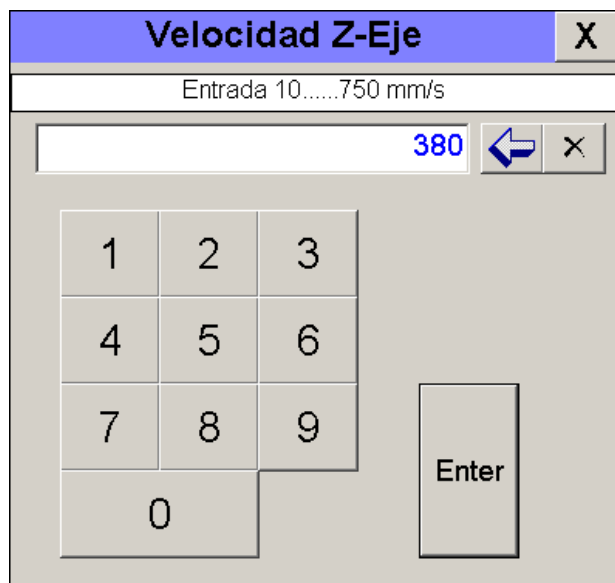 Velocidad Z-Eje X
Entrada 10......750 mm/s
380
1 2 3
4 5 6
7 8 9
0
Enter